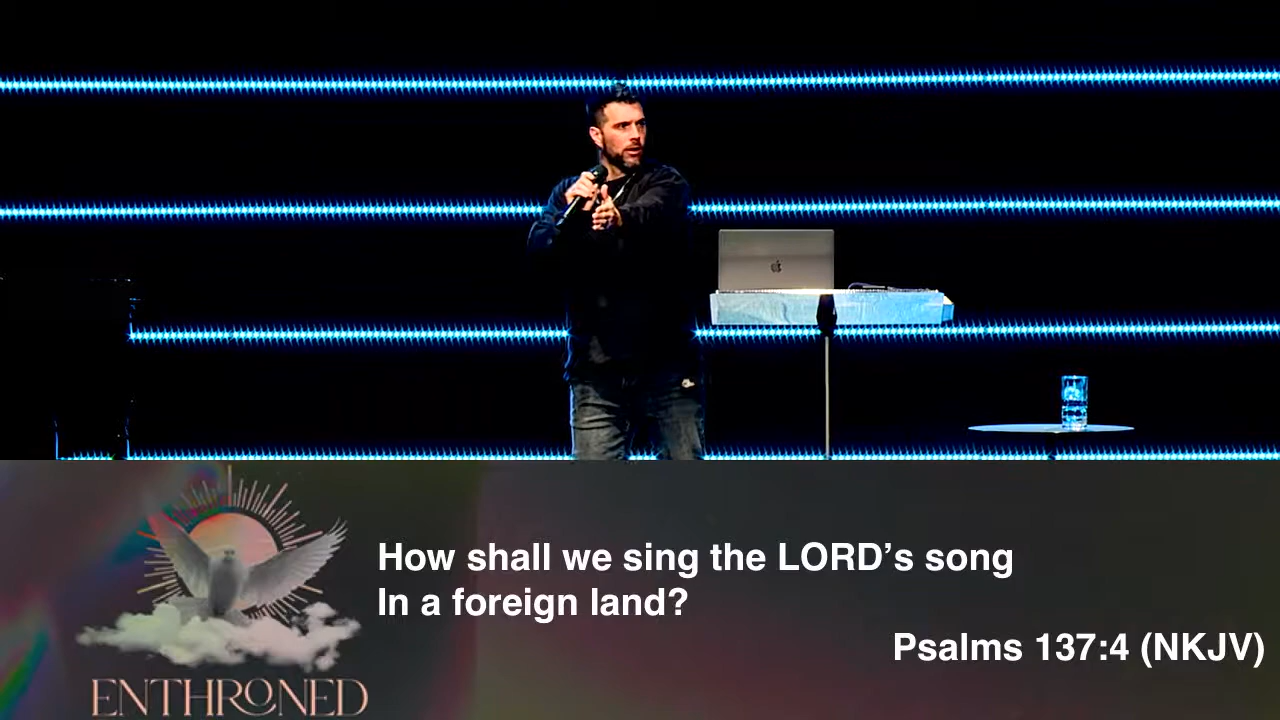 How shall we sing the LORD’s song
In a foreign land?
Psalms 137:4 (NKJV)
ENTHRONED